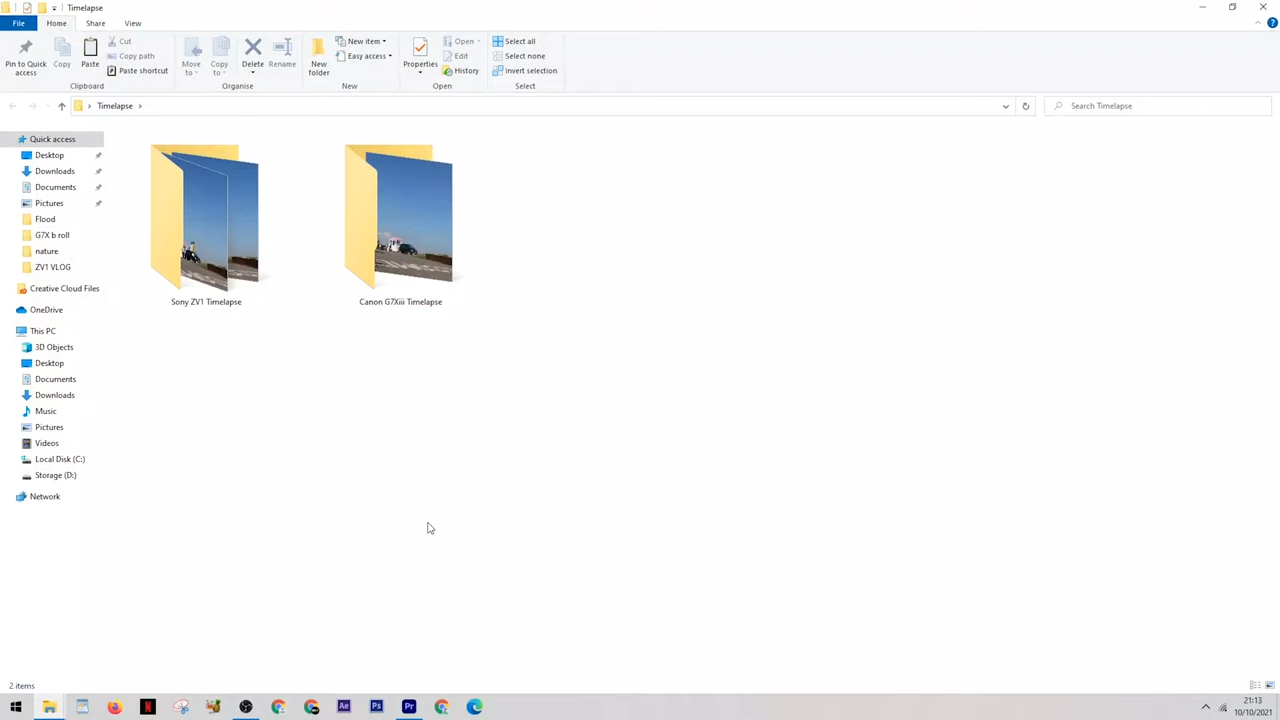 Timelapse
File
Home
Share
View
Pin to Quick access
Copy
Paste
Cut
Copy path
Paste shortcut
Clipboard
Move to
Copy to
Delete
Rename
Organise
New folder
New item
Easy access
New
Properties
Open
Edit
History
Open
Select all
Select none
Invert selection
Select
Timelapse
Search Timelapse
Quick access
Desktop
Downloads
Documents
Pictures
Flood
G7X b roll
nature
ZV1 VLOG
Creative Cloud Files
OneDrive
This PC
3D Objects
Desktop
Documents
Downloads
Music
Pictures
Videos
Local Disk (C:)
Storage (D:)
Network
Sony ZV1 Timelapse
Canon G7Xiii Timelapse
2 items
N
Ae
Ps
Pr
21:13
10/10/2021